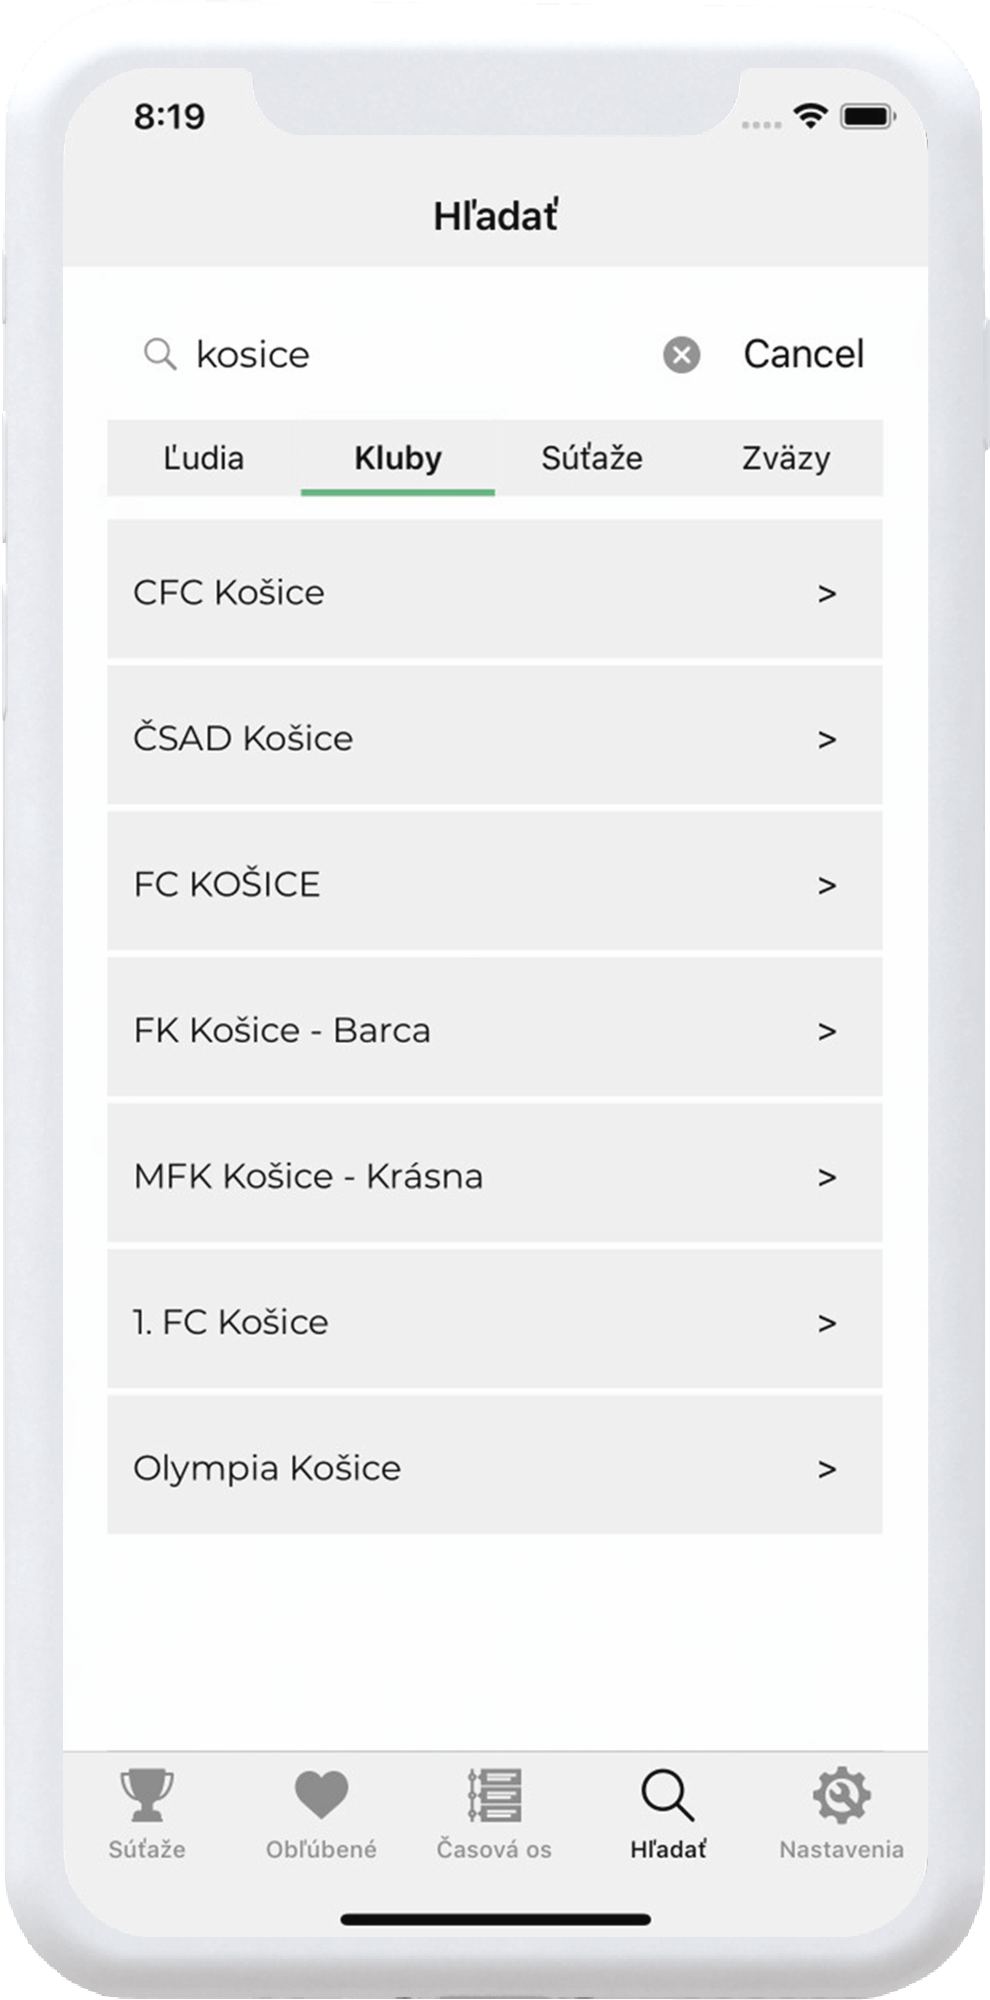 8:19
Hľadať
kosice
Cancel
Ľudia Kluby Súťaže Zväzy
CFC Košice >
ČSAD Košice >
FC KOŠICE >
FK Košice - Barca >
MFK Košice - Krásna >
1. FC Košice >
Olympia Košice >
Súťaže Obľúbené Časová os Hľadať Nastavenia